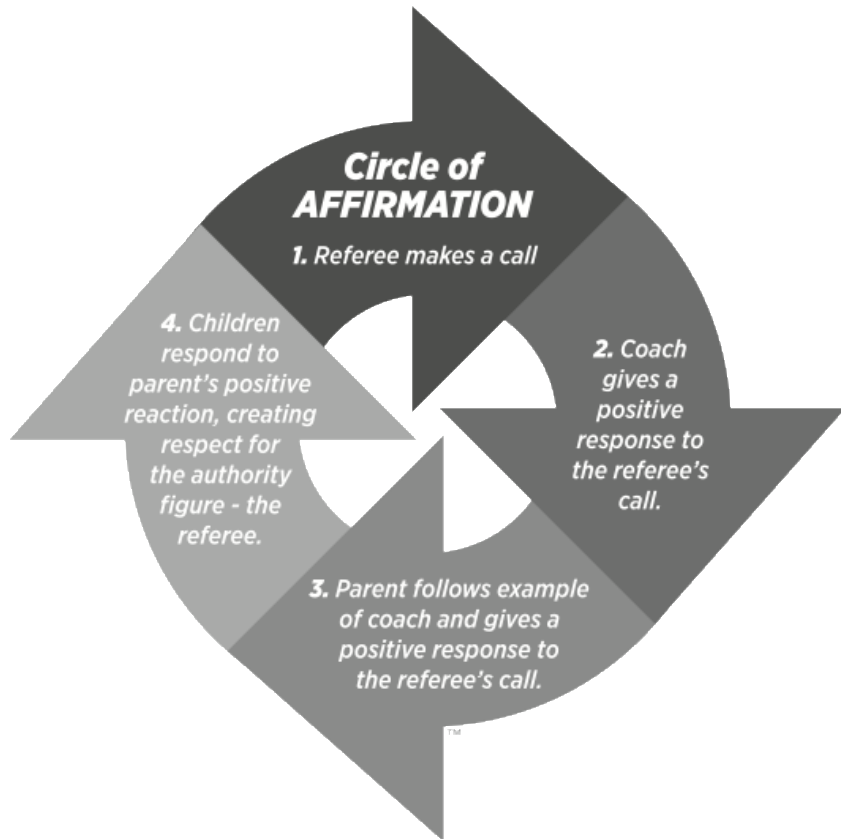 Circle of
AFFIRMATION
1. Referee makes a call
2. Coach
gives a
positive
response to
the referee's
call.
3. Parent follows example
of coach and gives a
positive response to
the referee's call.
4. Children
respond to
parent's positive
reaction, creating
respect for
the authority
figure - the
referee.
TM